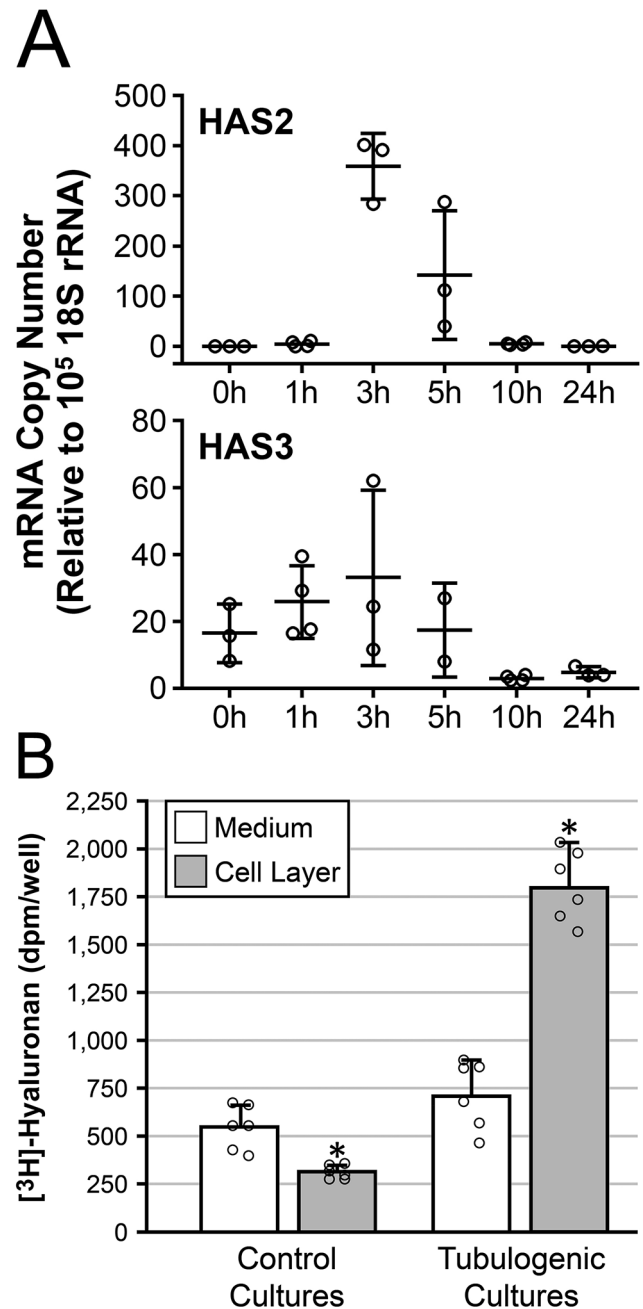 A
mRNA Copy Number
(Relative to 10⁵ 18S rRNA)
HAS2
500
400
300
200
100
0
0h 1h 3h 5h 10h 24h
HAS3
80
60
40
20
0
0h 1h 3h 5h 10h 24h
B
[³H]-Hyaluronan (dpm/well)
2,250
2,000
1,750
1,500
1,250
1,000
750
500
250
0
Medium
Cell Layer
*
*
Control
Cultures
Tubulogenic
Cultures